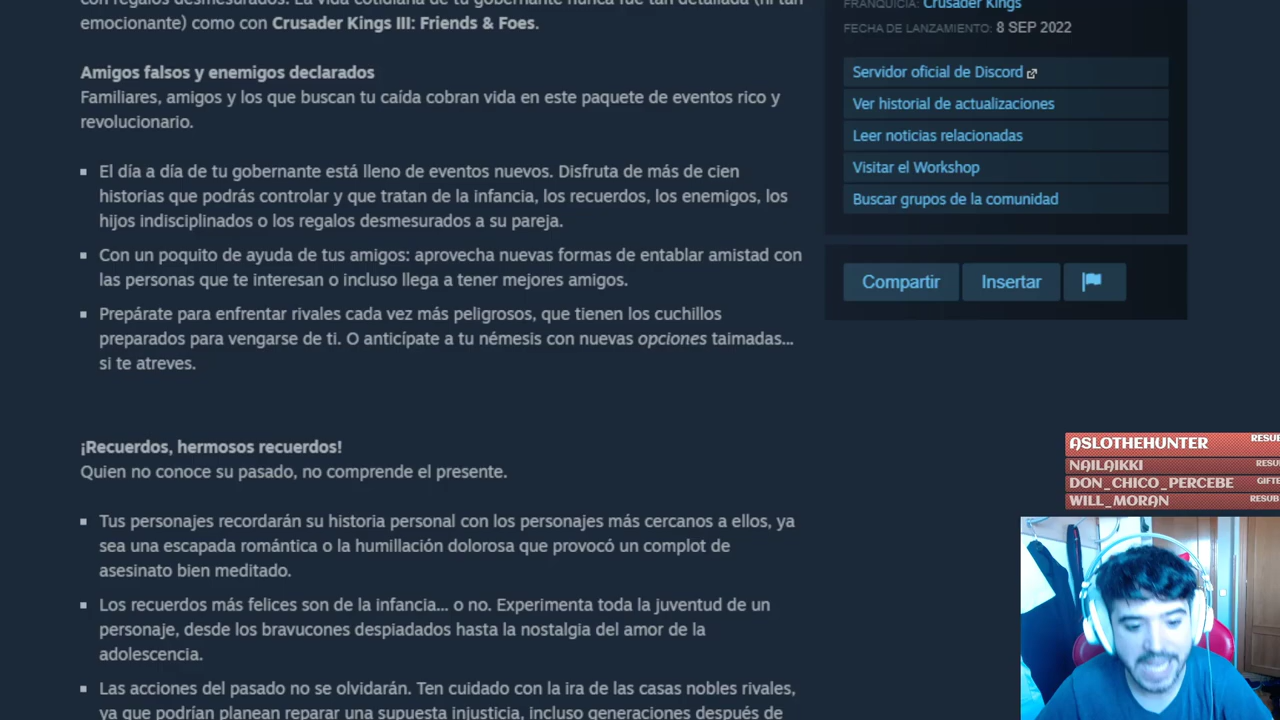 con regalos desmesurados. La vida cotidiana de tu gobernante nunca fue tan detallada (ni tan
emocionante) como con Crusader Kings III: Friends & Foes.
Amigos falsos y enemigos declarados
Familiares, amigos y los que buscan tu caída cobran vida en este paquete de eventos rico y
revolucionario.
▪ El día a día de tu gobernante está lleno de eventos nuevos. Disfruta de más de cien
historias que podrás controlar y que tratan de la infancia, los recuerdos, los enemigos, los
hijos indisciplinados o los regalos desmesurados a su pareja.
▪ Con un poquito de ayuda de tus amigos: aprovecha nuevas formas de entablar amistad con
las personas que te interesan o incluso llega a tener mejores amigos.
▪ Prepárate para enfrentar rivales cada vez más peligrosos, que tienen los cuchillos
preparados para vengarse de ti. O anticípate a tu némesis con nuevas opciones taimadas...
si te atreves.
¡Recuerdos, hermosos recuerdos!
Quien no conoce su pasado, no comprende el presente.
▪ Tus personajes recordarán su historia personal con los personajes más cercanos a ellos, ya
sea una escapada romántica o la humillación dolorosa que provocó un complot de
asesinato bien meditado.
▪ Los recuerdos más felices son de la infancia... o no. Experimenta toda la juventud de un
personaje, desde los bravucones despiadados hasta la nostalgia del amor de la
adolescencia.
▪ Las acciones del pasado no se olvidarán. Ten cuidado con la ira de las casas nobles rivales,
ya que podrían planean reparar una supuesta injusticia, incluso generaciones después de
FRANQUICIA: Crusader Kings
FECHA DE LANZAMIENTO: 8 SEP 2022
Servidor oficial de Discord
Ver historial de actualizaciones
Leer noticias relacionadas
Visitar el Workshop
Buscar grupos de la comunidad
Compartir Insertar
ASLOTHEHUNTER RESUB
NAILAIKKI RESUB
DON_CHICO_PERCEBE GIFTE
WILL_MORAN RESUB